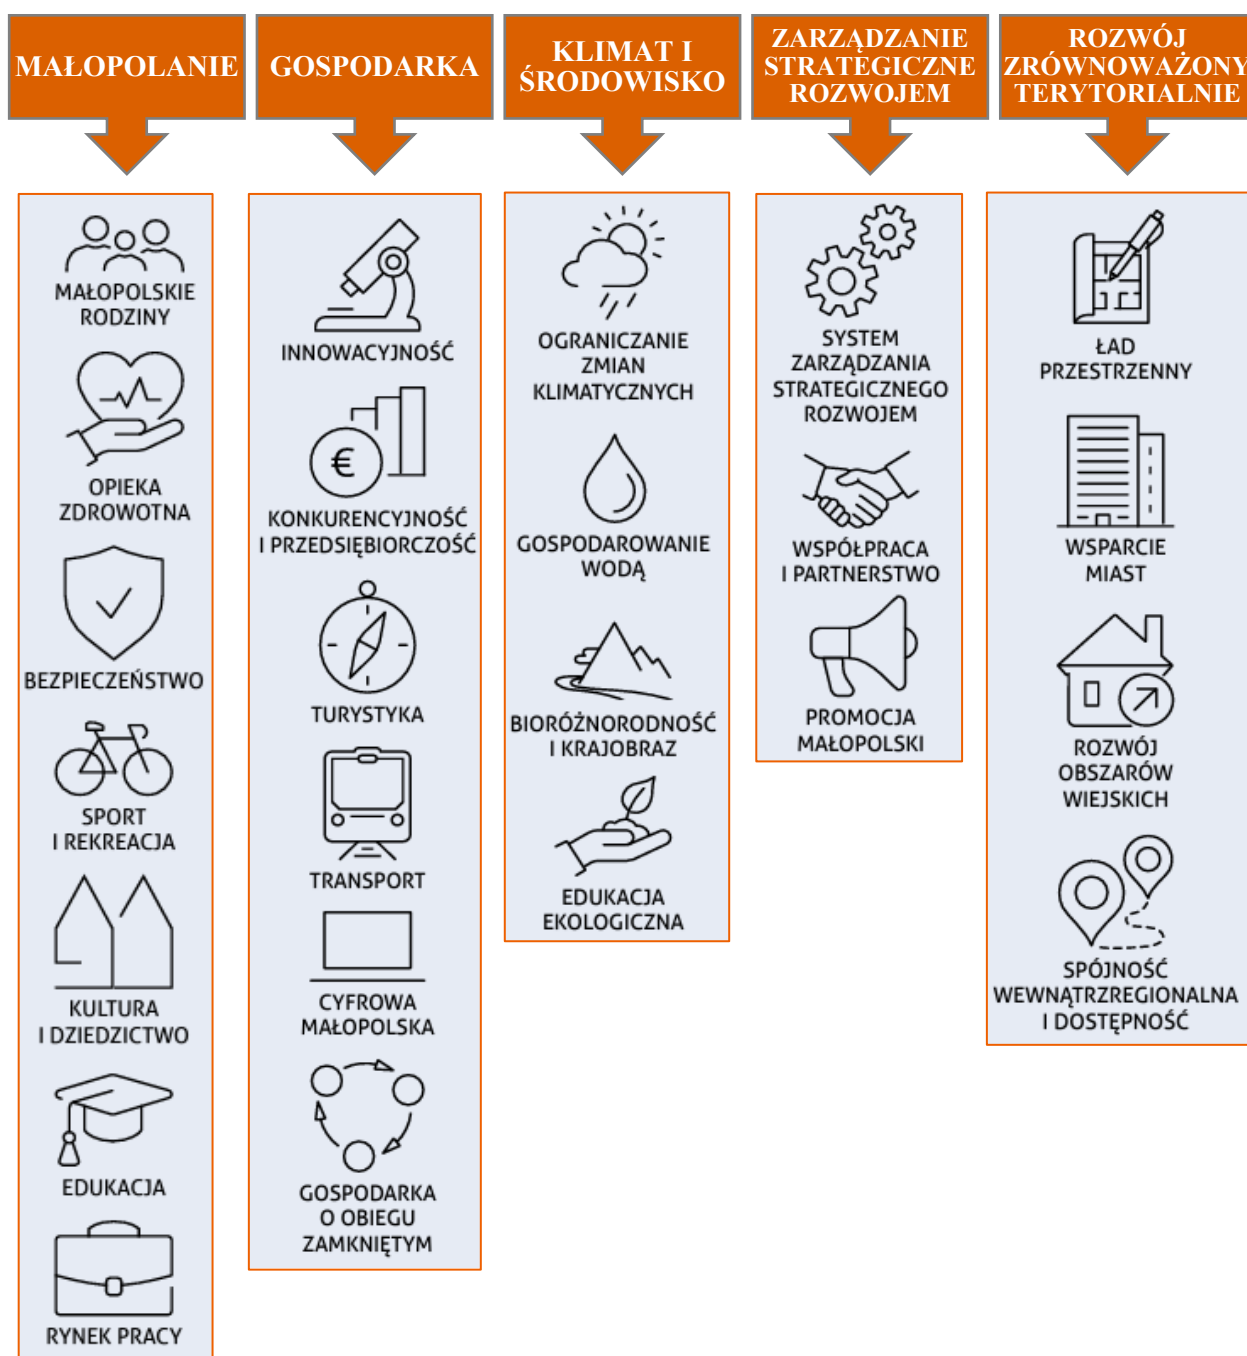 MAŁOPOLANIE
MAŁOPOLSKIE
RODZINY
OPIEKA
ZDROWOTNA
BEZPIECZEŃSTWO
SPORT
I REKREACJA
KULTURA
I DZIEDZICTWO
EDUKACJA
RYNEK PRACY
GOSPODARKA
INNOWACYJNOŚĆ
€
KONKURENCYJNOŚĆ
I PRZEDSIĘBIORCZOŚĆ
TURYSTYKA
TRANSPORT
CYFROWA
MAŁOPOLSKA
GOSPODARKA
O OBIEGU
ZAMKNIĘTYM
KLIMAT I
ŚRODOWISKO
OGRANICZANIE
ZMIAN
KLIMATYCZNYCH
GOSPODAROWANIE
WODĄ
BIORÓŻNORODNOŚĆ
I KRAJOBRAZ
EDUKACJA
EKOLOGICZNA
ZARZĄDZANIE
STRATEGICZNE
ROZWOJEM
SYSTEM
ZARZĄDZANIA
STRATEGICZNEGO
ROZWOJEM
WSPÓŁPRACA
I PARTNERSTWO
PROMOCJA
MAŁOPOLSKI
ROZWÓJ
ZRÓWNOWAŻONY
TERYTORIALNIE
ŁAD
PRZESTRZENNY
WSPARCIE
MIAST
ROZWÓJ
OBSZARÓW
WIEJSKICH
SPÓJNOŚĆ
WEWNĄTRZREGIONALNA
I DOSTĘPNOŚĆ